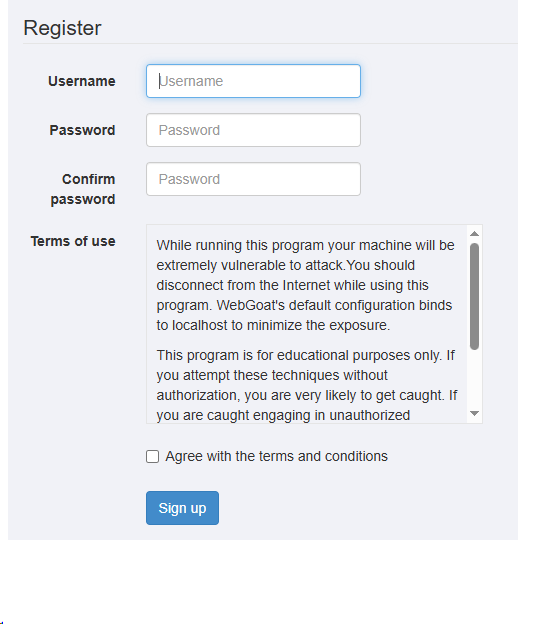 Register
Username
Username
Password
Password
Confirm
password
Password
Terms of use
While running this program your machine will be
extremely vulnerable to attack.You should
disconnect from the Internet while using this
program. WebGoat's default configuration binds
to localhost to minimize the exposure.
This program is for educational purposes only. If
you attempt these techniques without
authorization, you are very likely to get caught. If
you are caught engaging in unauthorized
Agree with the terms and conditions
Sign up